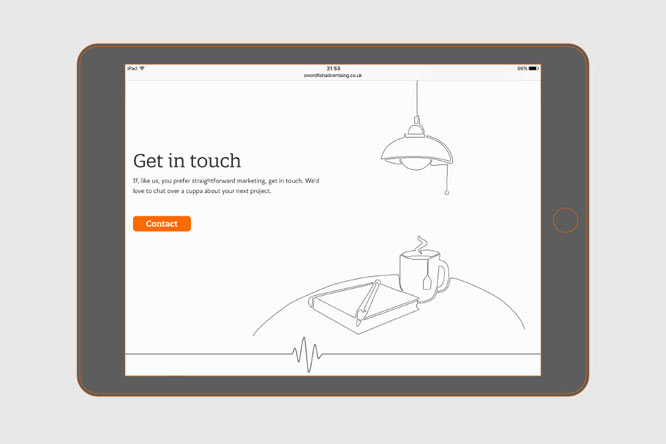 iPad
21:53
86%
swordfishadvertising.co.uk
Get in touch
If, like us, you prefer straightforward marketing, get in touch. We'd
love to chat over a cuppa about your next project.
Contact